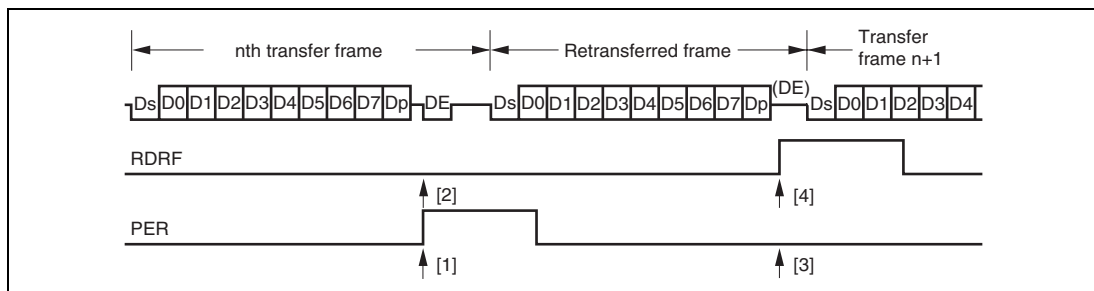 nth transfer frame
Retransferred frame
Transfer
frame n+1
Ds D0 D1 D2 D3 D4 D5 D6 D7 Dp DE Ds D0 D1 D2 D3 D4 D5 D6 D7 Dp (DE) Ds D0 D1 D2 D3 D4
RDRF
[2] [4]
PER
[1] [3]